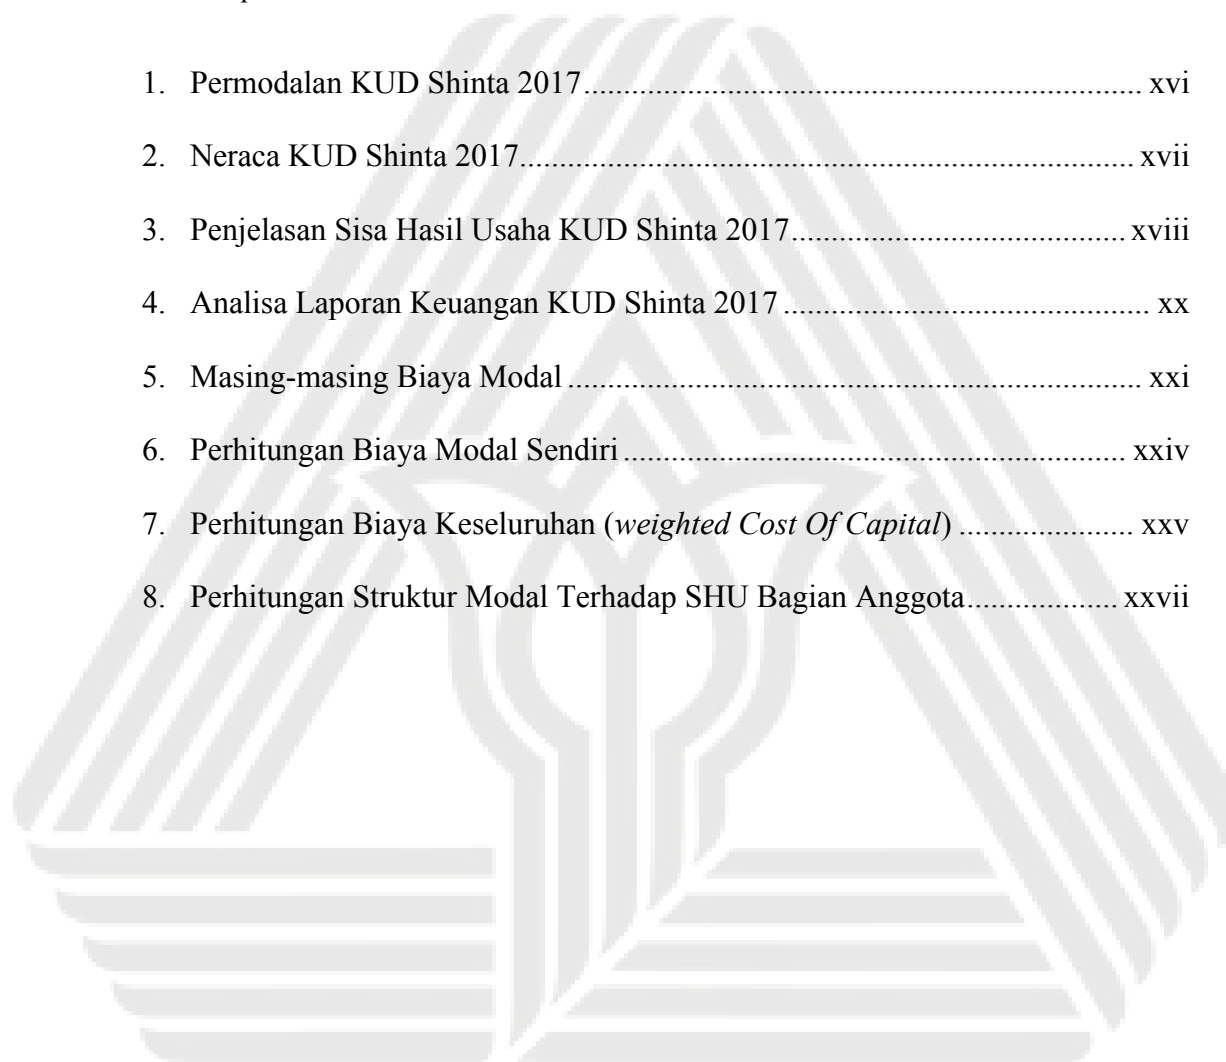 1. Permodalan KUD Shinta 2017...................................................................... xvi
2. Neraca KUD Shinta 2017............................................................................. xvii
3. Penjelasan Sisa Hasil Usaha KUD Shinta 2017.......................................... xviii
4. Analisa Laporan Keuangan KUD Shinta 2017.............................................. xx
5. Masing-masing Biaya Modal........................................................................ xxi
6. Perhitungan Biaya Modal Sendiri............................................................... xxiv
7. Perhitungan Biaya Keseluruhan (weighted Cost Of Capital)...................... xxv
8. Perhitungan Struktur Modal Terhadap SHU Bagian Anggota................... xxvii